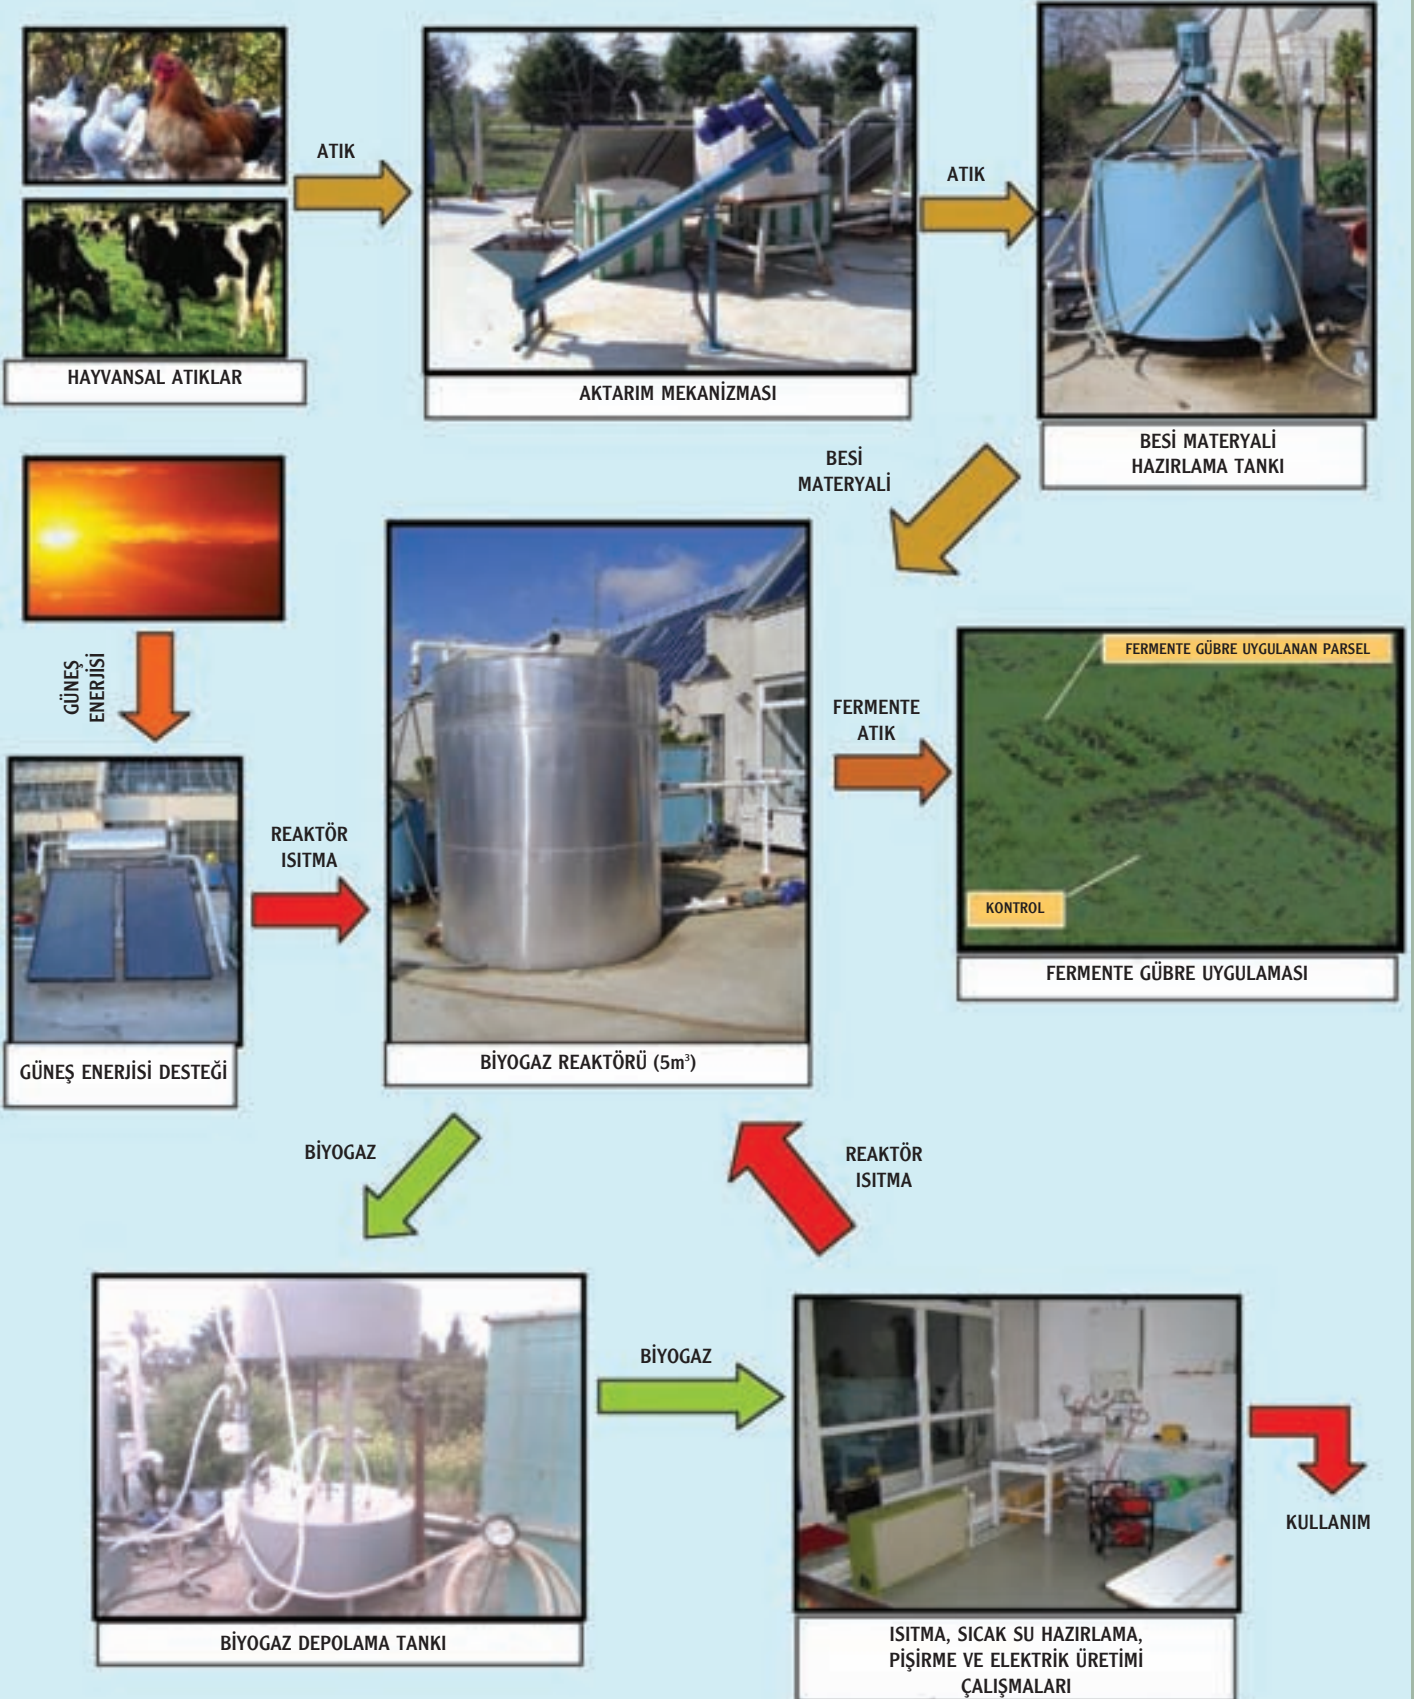 ATIK
ATIK
HAYVANSAL ATIKLAR
AKTARIM MEKANİZMASI
BESİ MATERYALİ
HAZIRLAMA TANKI
BESİ
MATERYALİ
GÜNEŞ
ENERJİSİ
FERMENTE GÜBRE UYGULANAN PARSEL
FERMENTE
ATIK
REAKTÖR
ISITMA
KONTROL
FERMENTE GÜBRE UYGULAMASI
GÜNEŞ ENERJİSİ DESTEĞİ
BİYOGAZ REAKTÖRÜ (5m³)
BİYOGAZ
REAKTÖR
ISITMA
BİYOGAZ
KULLANIM
BİYOGAZ DEPOLAMA TANKI
ISITMA, SICAK SU HAZIRLAMA,
PİŞİRME VE ELEKTRİK ÜRETİMİ
ÇALIŞMALARI